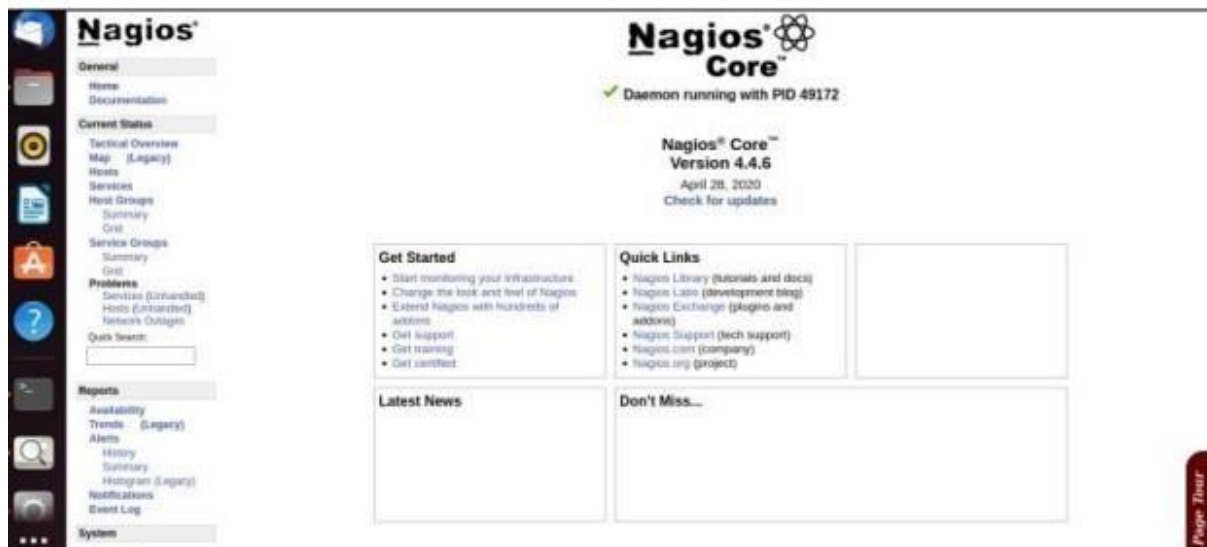 Nagios®
General
Home
Documentation
Current Status
Tactical Overview
Map (Legacy)
Hosts
Services
Host Groups
Summary
Grid
Service Groups
Summary
Grid
Problems
Services (Unhandled)
Hosts (Unhandled)
Network Outages
Quick Search:
Reports
Availability
Trends (Legacy)
Alerts
History
Summary
Histogram (Legacy)
Notifications
Event Log
System
Nagios®
Core™
Daemon running with PID 49172
Nagios® Core™
Version 4.4.6
April 28, 2020
Check for updates
Get Started
• Start monitoring your infrastructure
• Change the look and feel of Nagios
• Extend Nagios with hundreds of
addons
• Get support
• Get training
• Get certified
Quick Links
• Nagios Library (tutorials and docs)
• Nagios Labs (development blog)
• Nagios Exchange (plugins and
addons)
• Nagios Support (tech support)
• Nagios.com (company)
• Nagios.org (project)
Latest News
Don't Miss...
Page Tour